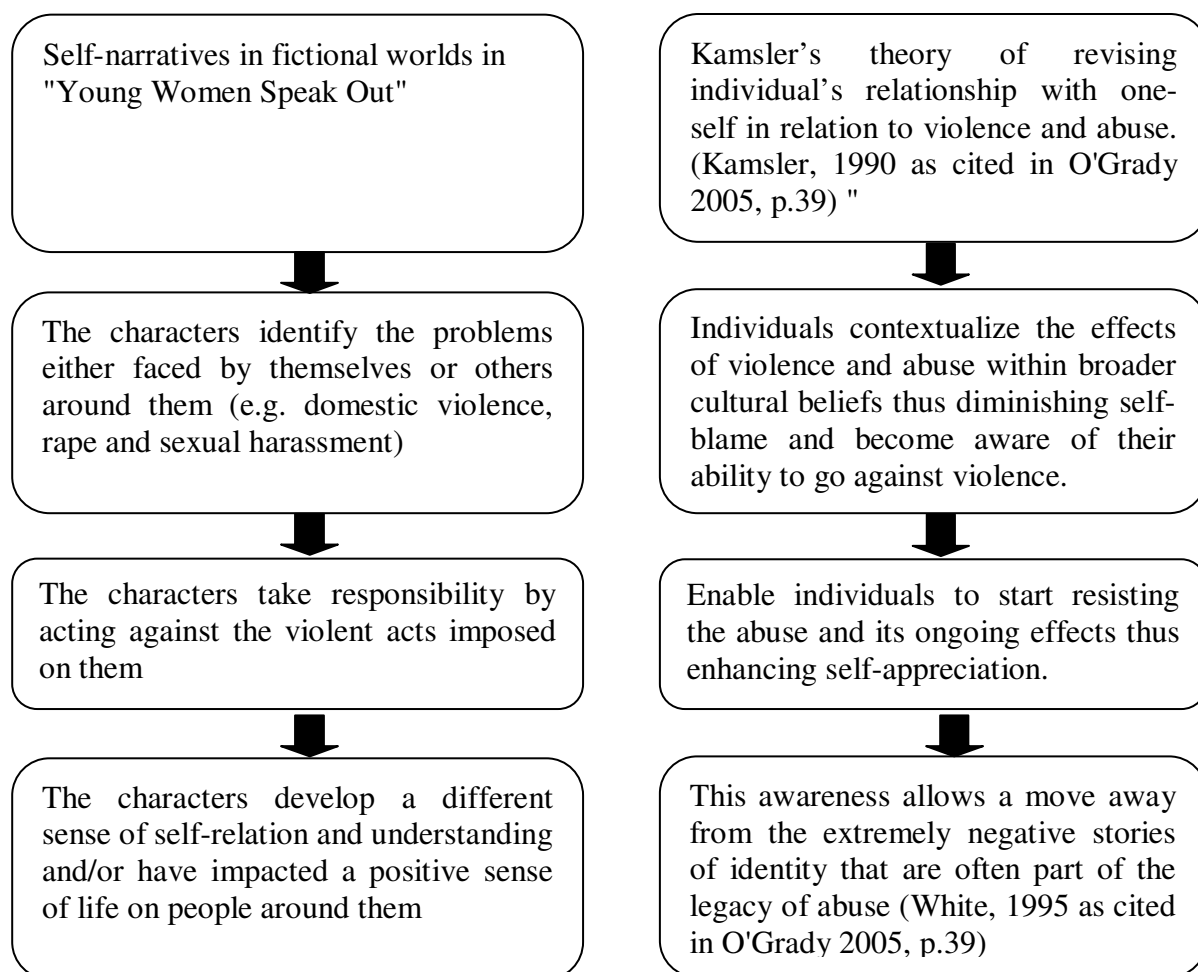 Self-narratives in fictional worlds in
"Young Women Speak Out"
The characters identify the problems
either faced by themselves or others
around them (e.g. domestic violence,
rape and sexual harassment)
The characters take responsibility by
acting against the violent acts imposed
on them
The characters develop a different
sense of self-relation and understanding
and/or have impacted a positive sense
of life on people around them
Kamsler's theory of revising
individual's relationship with one-
self in relation to violence and abuse.
(Kamsler, 1990 as cited in O'Grady
2005, p.39) "
Individuals contextualize the effects
of violence and abuse within broader
cultural beliefs thus diminishing self-
blame and become aware of their
ability to go against violence.
Enable individuals to start resisting
the abuse and its ongoing effects thus
enhancing self-appreciation.
This awareness allows a move away
from the extremely negative stories
of identity that are often part of the
legacy of abuse (White, 1995 as cited
in O'Grady 2005, p.39)